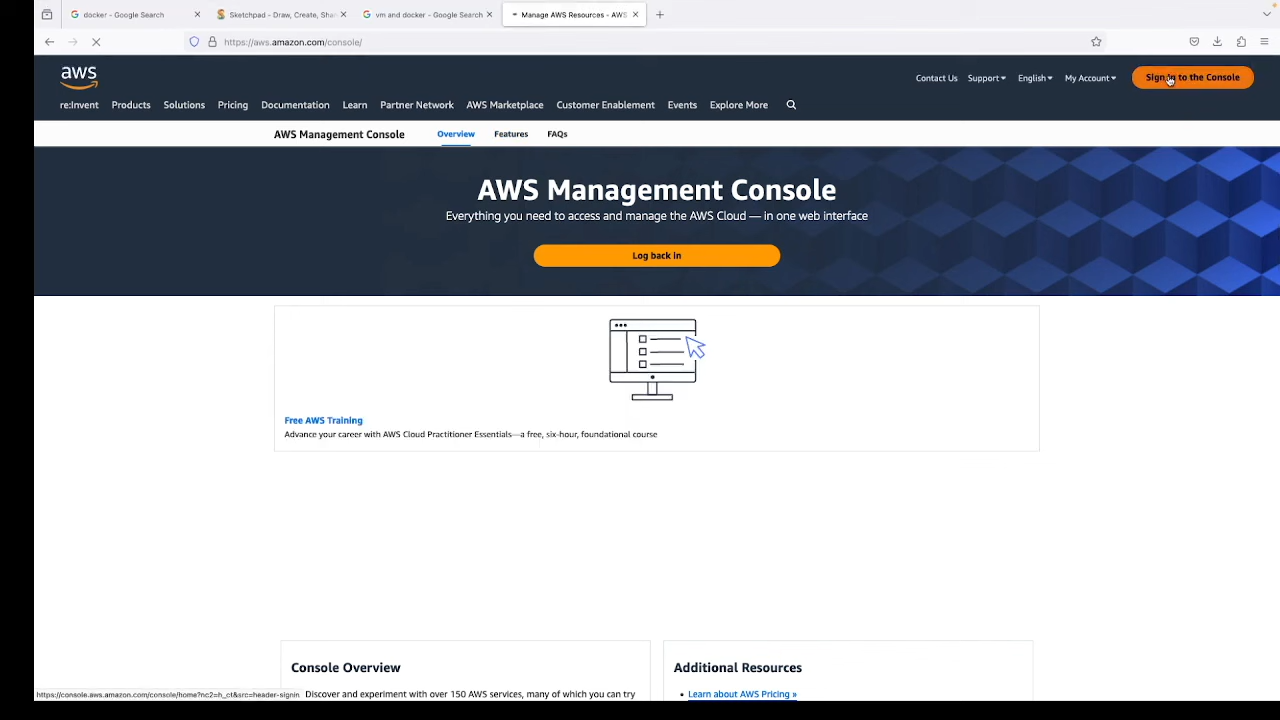 docker - Google Search
Sketchpad - Draw, Create, Sha
vm and docker - Google Search
Manage AWS Resources - AWS
https://aws.amazon.com/console/
aws
Contact Us
Support
English
My Account
Sign In to the Console
re:Invent
Products
Solutions
Pricing
Documentation
Learn
Partner Network
AWS Marketplace
Customer Enablement
Events
Explore More
AWS Management Console
Overview
Features
FAQs
AWS Management Console
Everything you need to access and manage the AWS Cloud — in one web interface
Log back in
Free AWS Training
Advance your career with AWS Cloud Practitioner Essentials—a free, six-hour, foundational course
Console Overview
Additional Resources
Discover and experiment with over 150 AWS services, many of which you can try
Learn about AWS Pricing »
https://console.aws.amazon.com/console/home?nc2=h_ct&src=header-signin